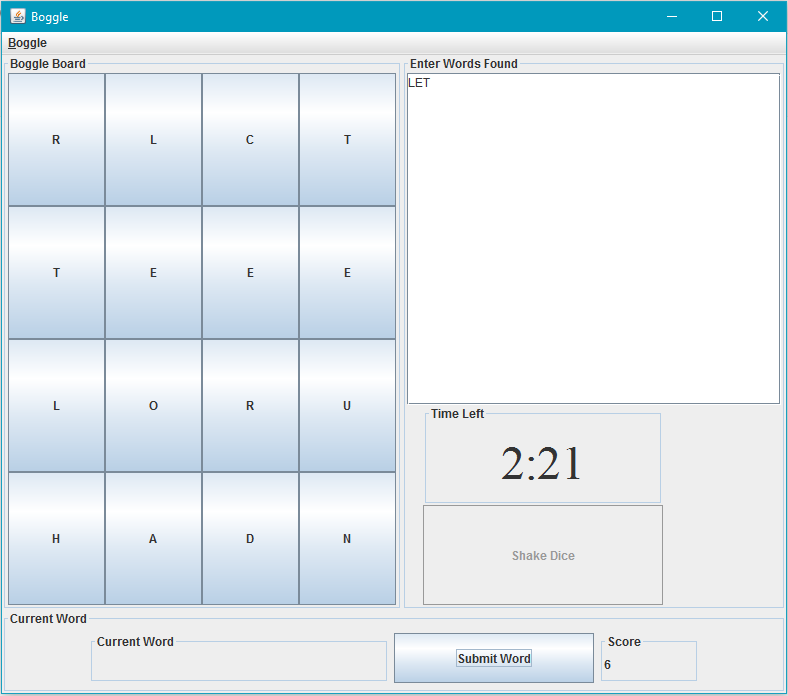 Boggle
Boggle
Boggle Board
R L C T
T E E E
L O R U
H A D N
Enter Words Found
LET
Time Left
2:21
Shake Dice
Current Word
Current Word
Submit Word
Score
6